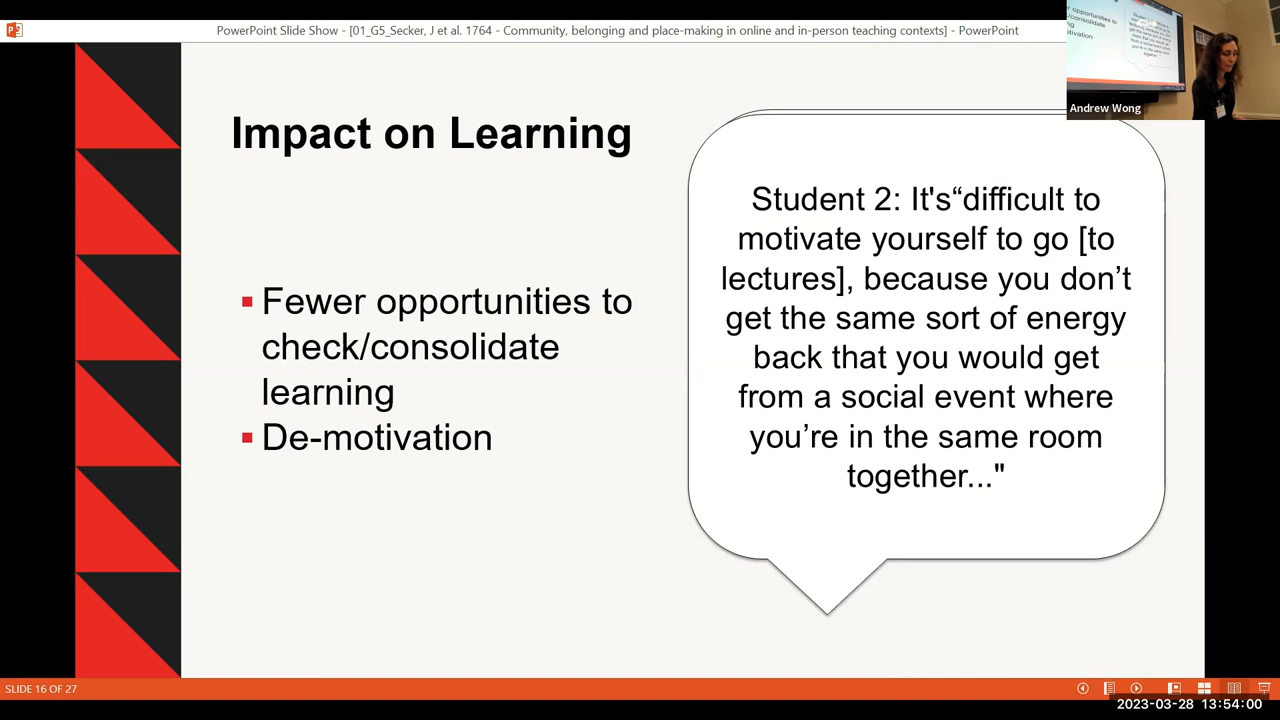 PowerPoint Slide Show - [01_G5_Sacker, J et al. 1764 - Community, belonging and place-making in online and in-person teaching contexts] - PowerPoint
Andrew Wong
Impact on Learning
Fewer opportunities to
check/consolidate
learning
De-motivation
Student 2: It's“difficult to
motivate yourself to go [to
lectures], because you don’t
get the same sort of energy
back that you would get
from a social event where
you’re in the same room
together..."
SLIDE 16 OF 27
2023-03-28 13:54:00